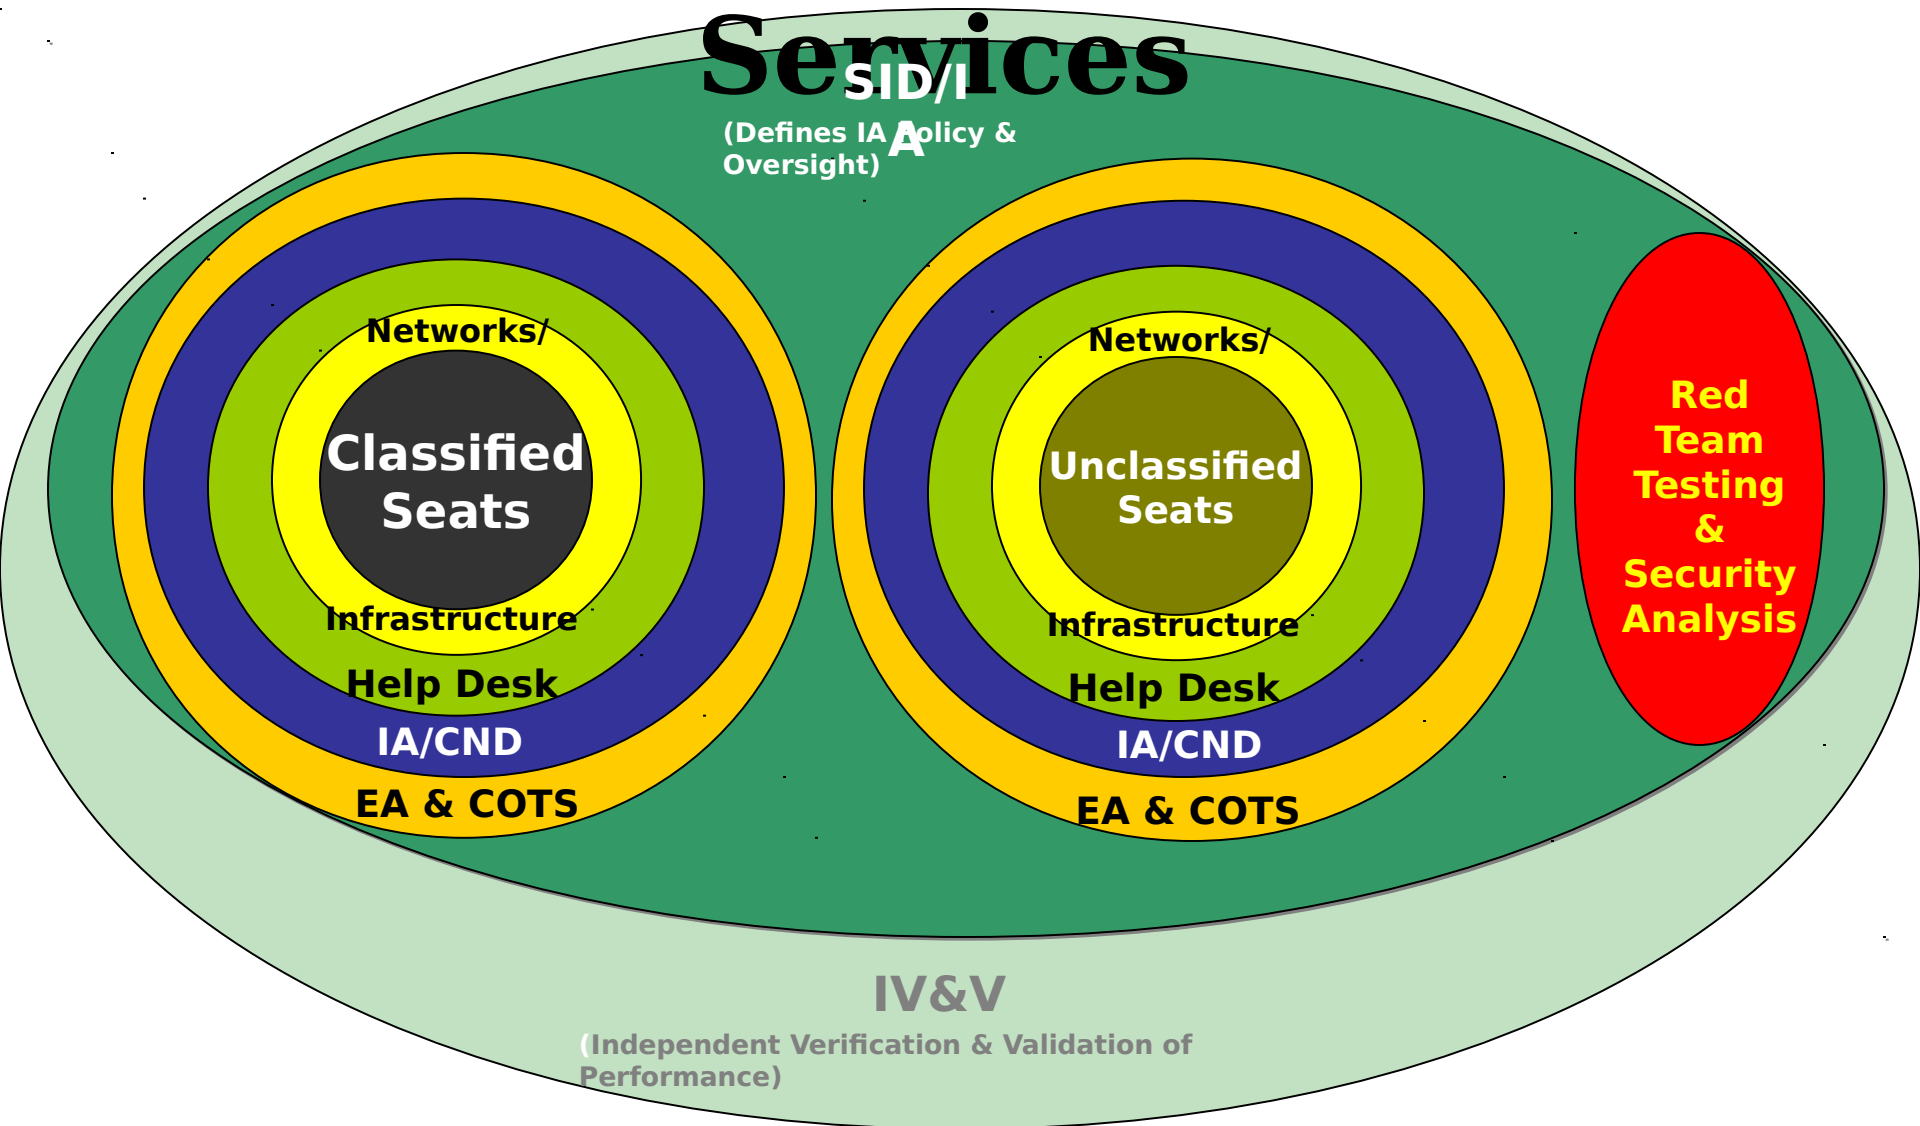 Services
SID/I
A
(Defines IA Policy &
Oversight)
Networks/
Classified
Seats
Infrastructure
Help Desk
IA/CND
EA & COTS
Networks/
Unclassified
Seats
Infrastructure
Help Desk
IA/CND
EA & COTS
Red
Team
Testing
&
Security
Analysis
IV&V
(Independent Verification & Validation of
Performance)